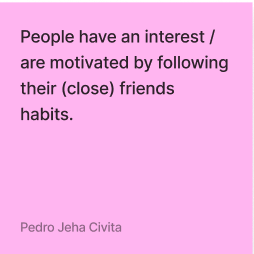 People have an interest /
are motivated by following
their (close) friends
habits.
Pedro Jeha Civita